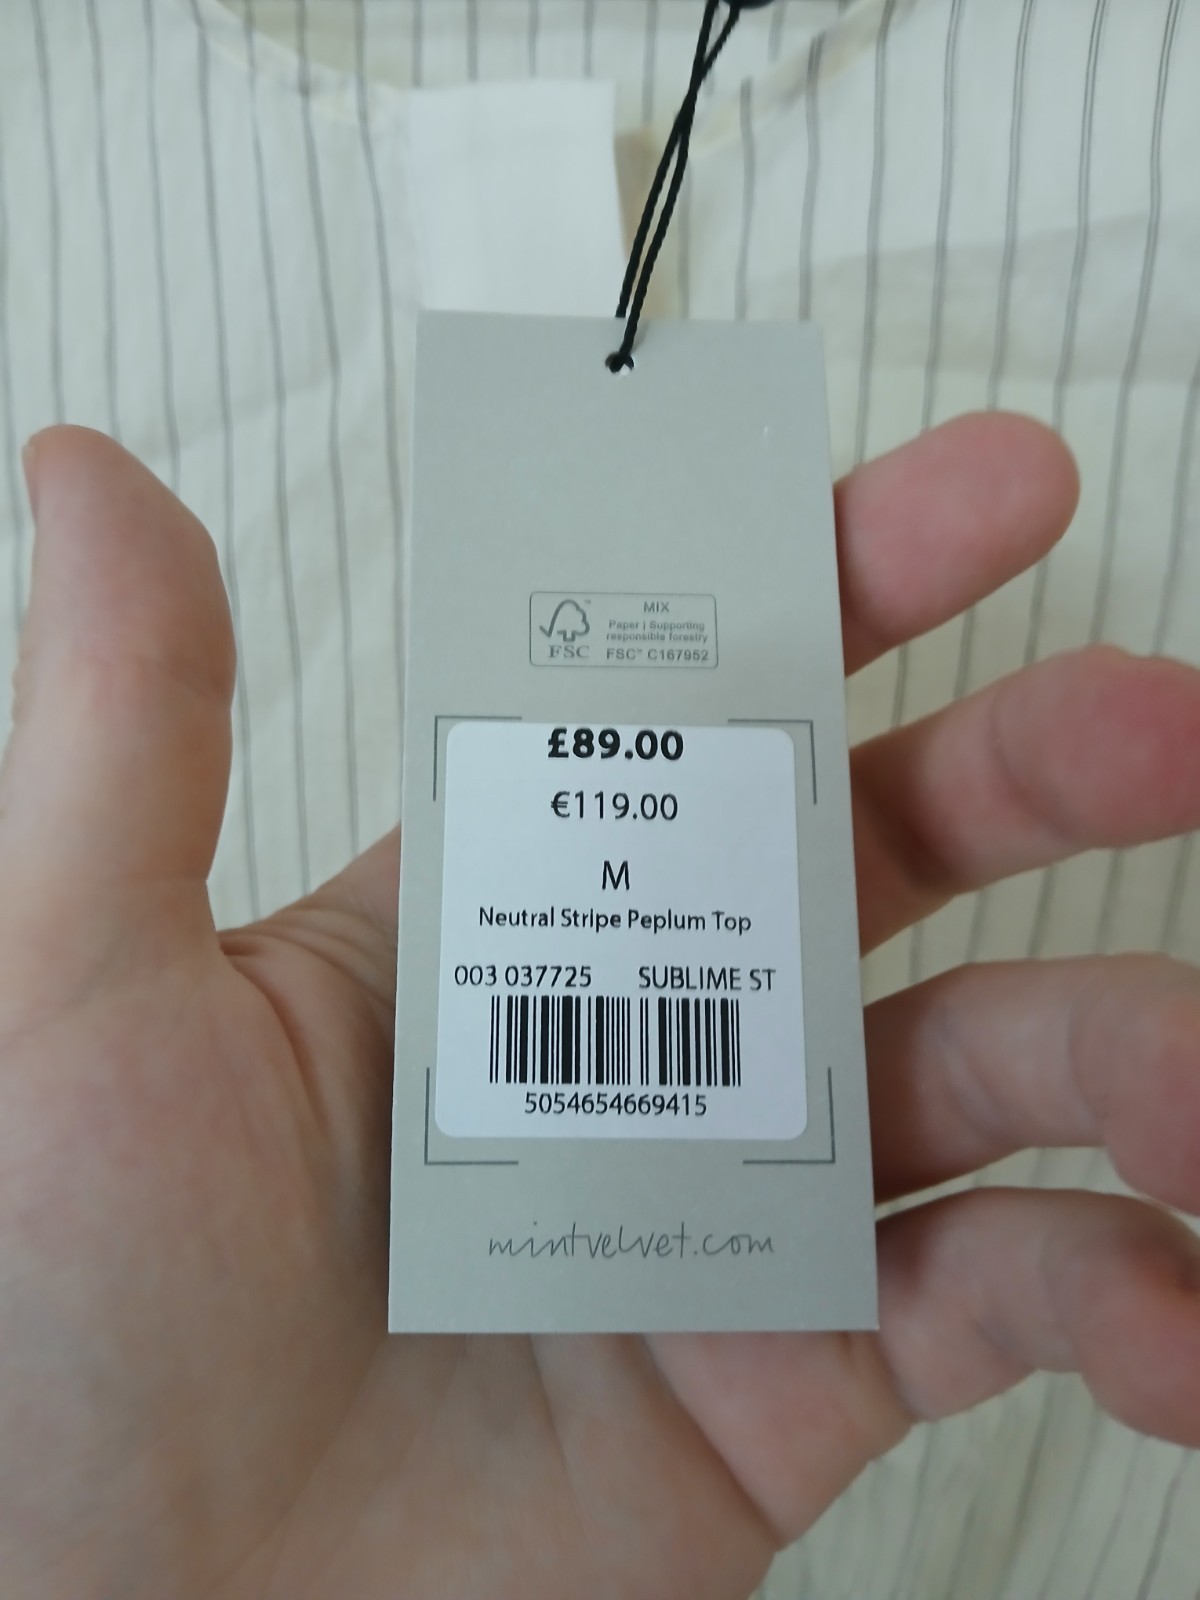 MIX
Paper | Supporting
responsible forestry
FSC™ C167952
FSC
£89.00
€119.00
M
Neutral Stripe Peplum Top
003 037725 SUBLIME ST
5054654669415
mintvelvet.com